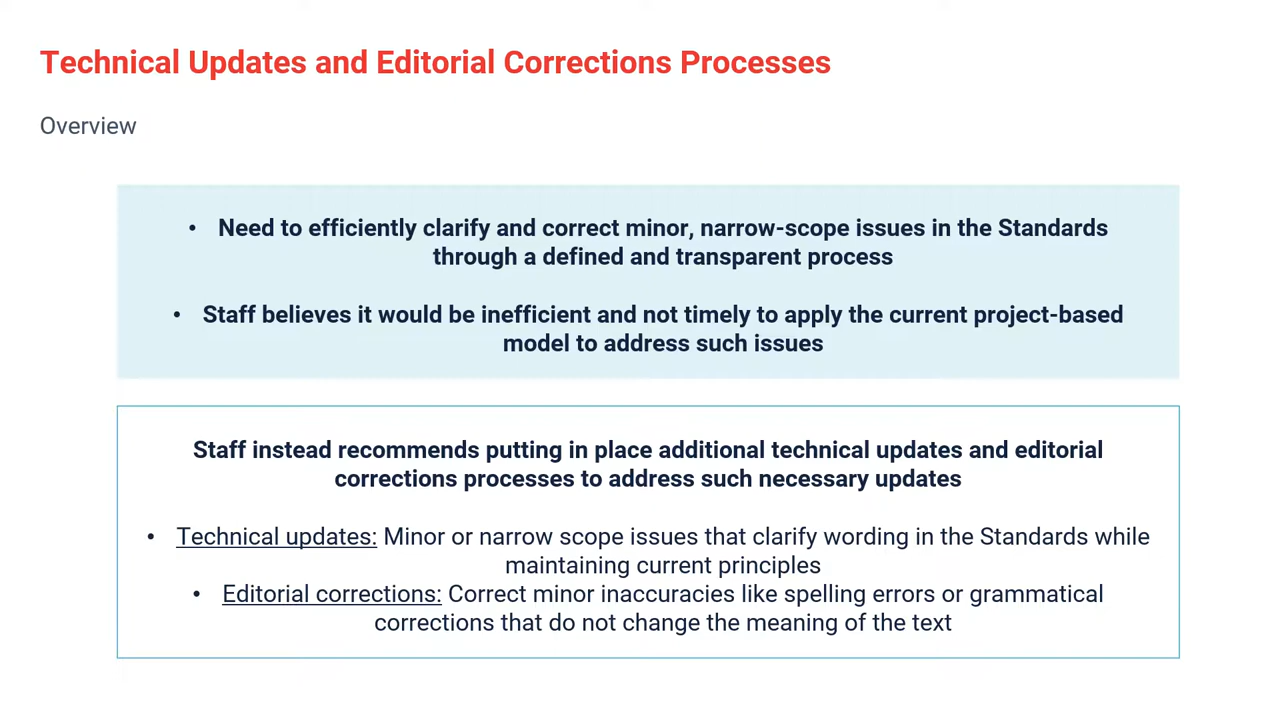 Technical Updates and Editorial Corrections Processes
Overview
• Need to efficiently clarify and correct minor, narrow-scope issues in the Standards
through a defined and transparent process
• Staff believes it would be inefficient and not timely to apply the current project-based
model to address such issues
Staff instead recommends putting in place additional technical updates and editorial
corrections processes to address such necessary updates
• Technical updates: Minor or narrow scope issues that clarify wording in the Standards while
maintaining current principles
• Editorial corrections: Correct minor inaccuracies like spelling errors or grammatical
corrections that do not change the meaning of the text